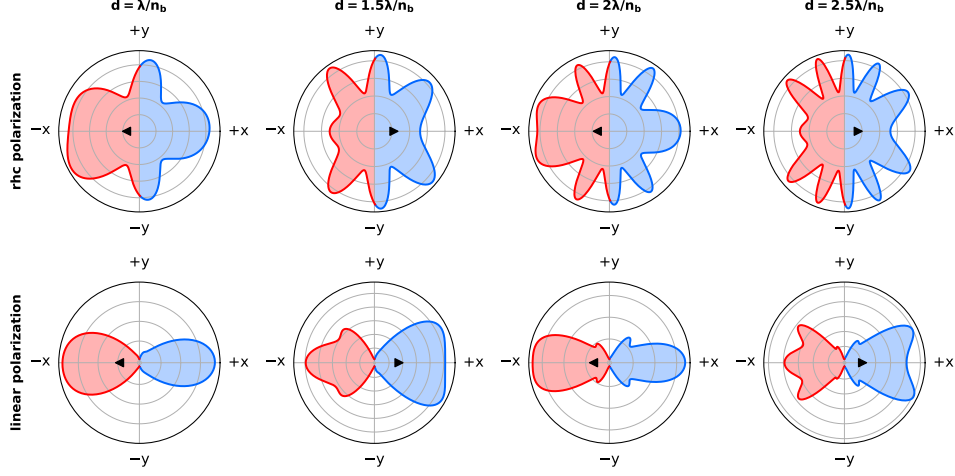 d = λ/n_b d = 1.5λ/n_b d = 2λ/n_b d = 2.5λ/n_b
+y +y +y +y
rhc polarization
−x +x −x +x −x +x −x +x
−y −y −y −y
+y +y +y +y
linear polarization
−x +x −x +x −x +x −x +x
−y −y −y −y